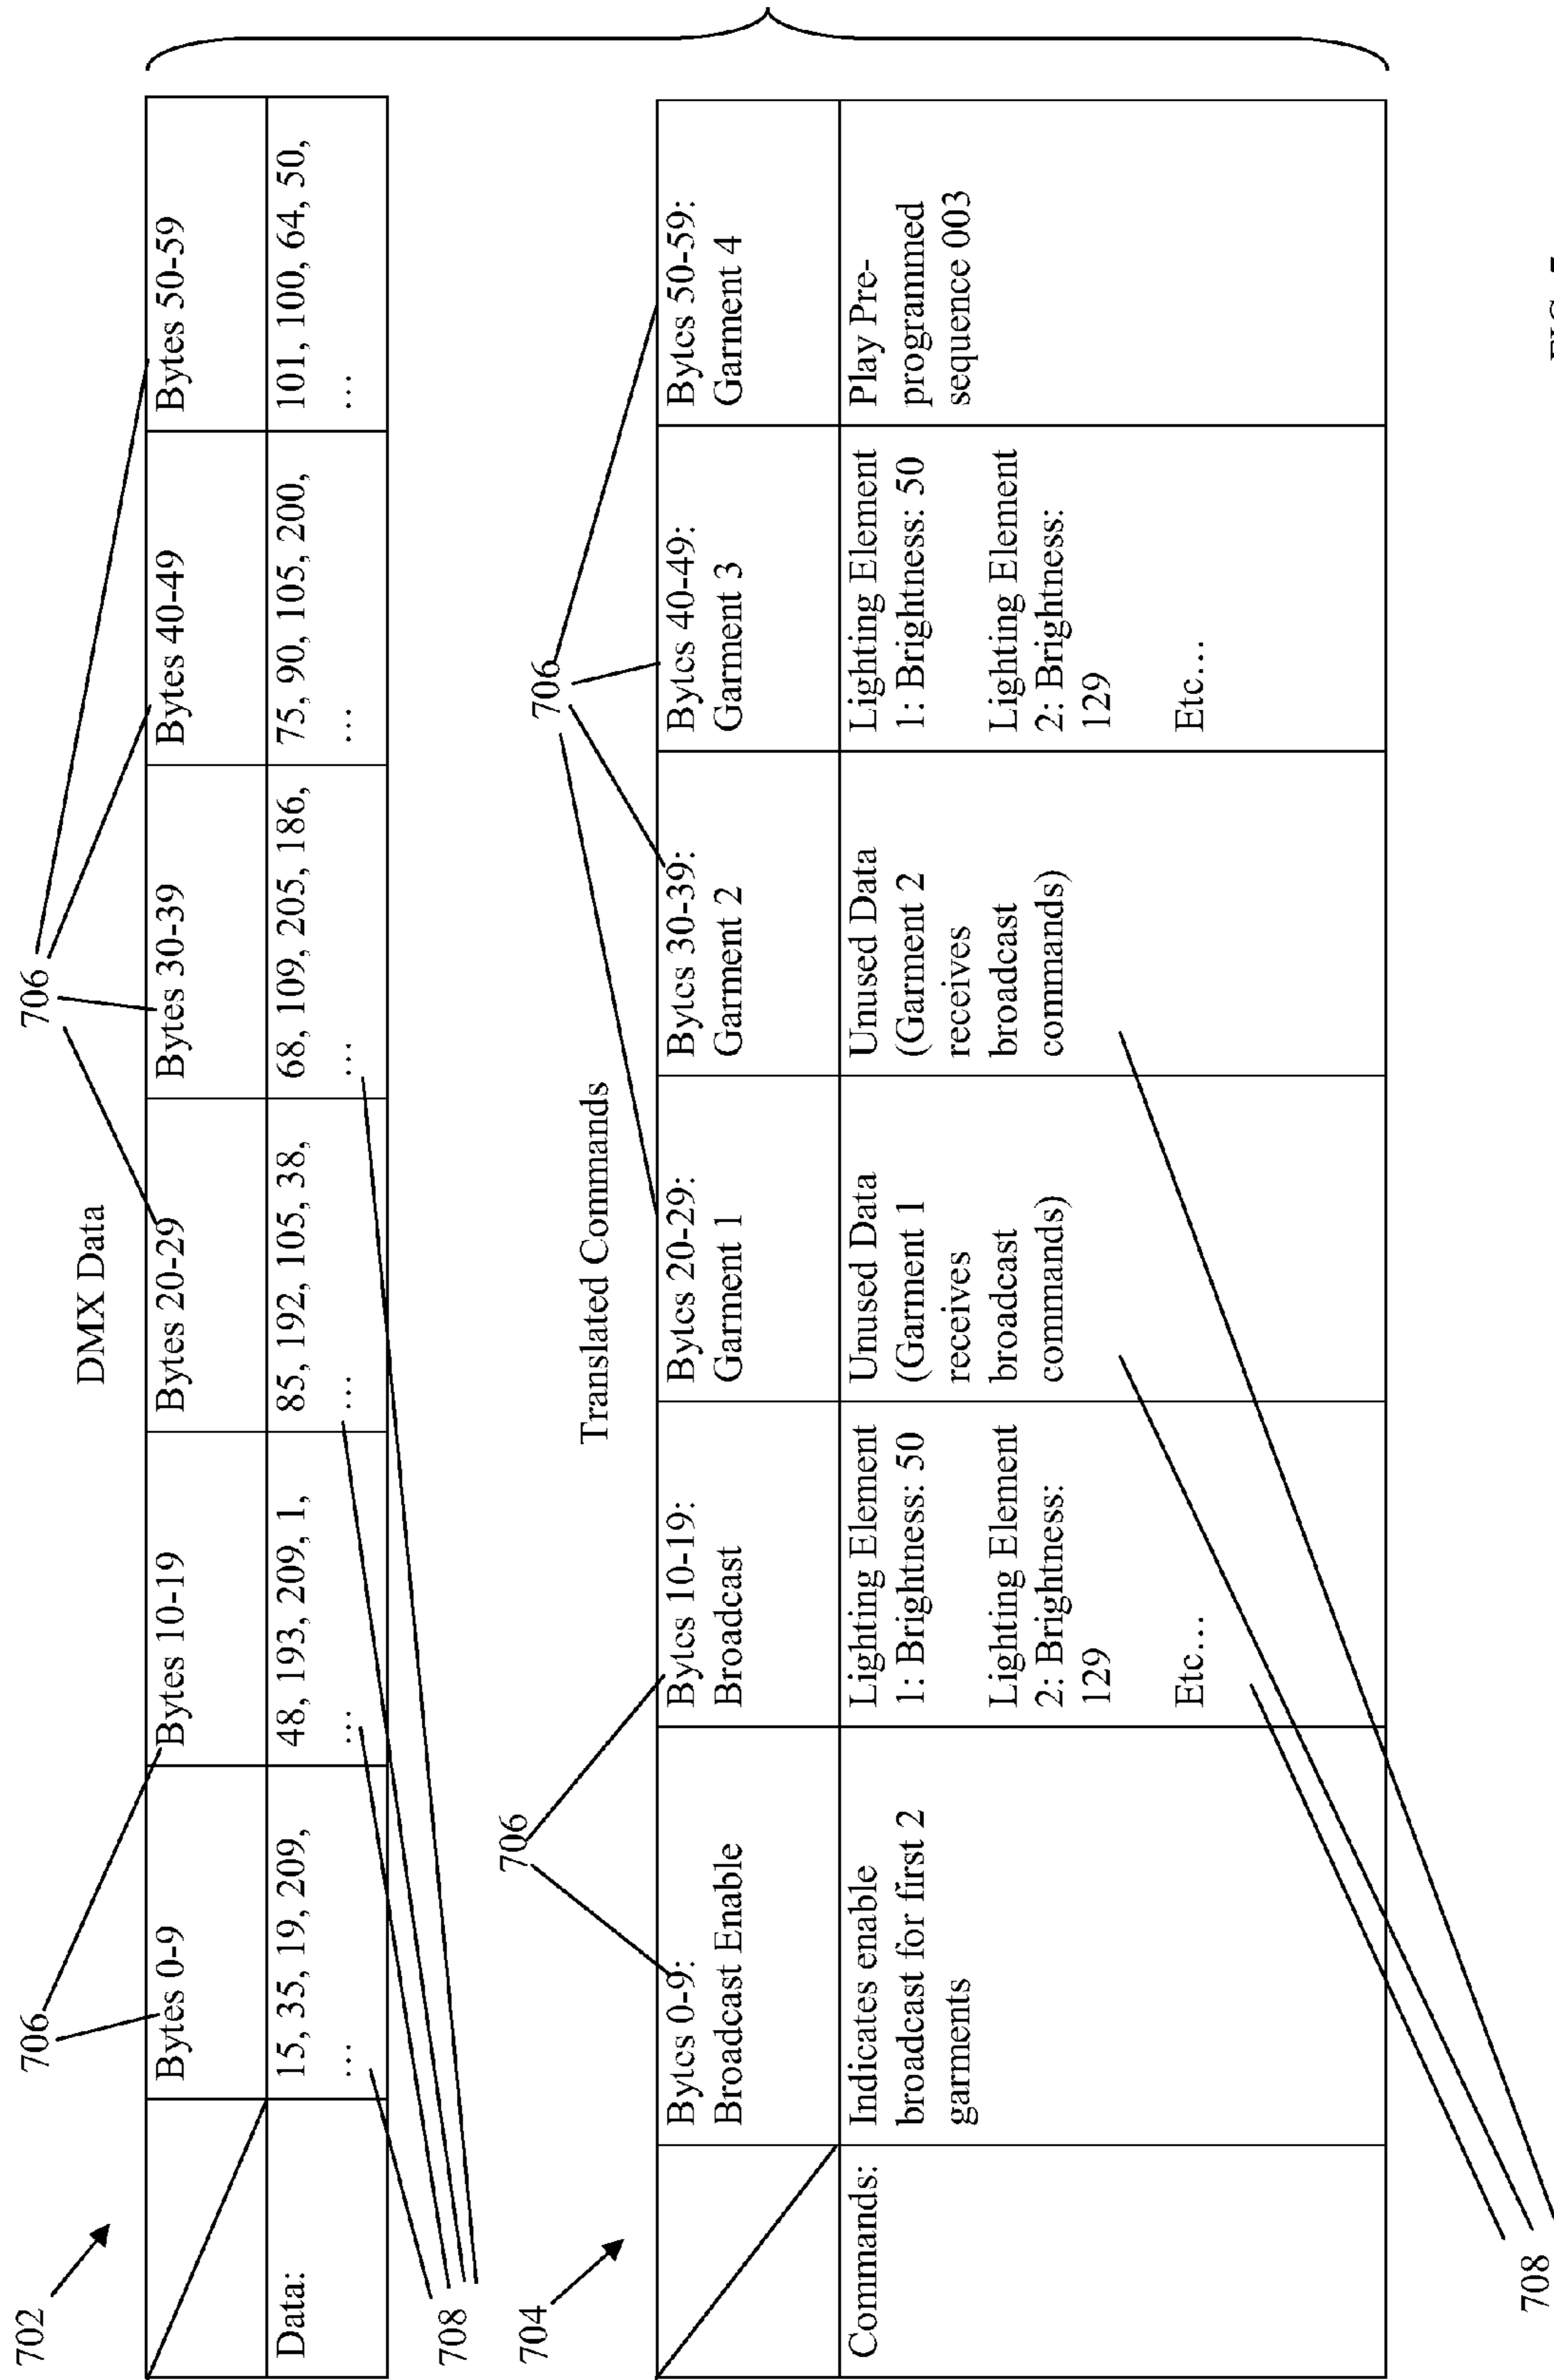 706
706
702
DMX Data
Bytes 0-9
Bytes 10-19
Bytes 20-29
Bytes 30-39
Bytes 40-49
Bytes 50-59
Data:
15, 35, 19, 209,
…
48, 193, 209, 1,
…
85, 192, 105, 38,
…
68, 109, 205, 186,
…
75, 90, 105, 200,
…
101, 100, 64, 50,
…
708
704
706
706
Translated Commands
Bytes 0-9:
Broadcast Enable
Bytes 10-19:
Broadcast
Bytes 20-29:
Garment 1
Bytes 30-39:
Garment 2
Bytes 40-49:
Garment 3
Bytes 50-59:
Garment 4
Commands:
Indicates enable
broadcast for first 2
garments
Lighting Element
1: Brightness: 50
Lighting Element
2: Brightness:
129
Etc…
Unused Data
(Garment 1
receives
broadcast
commands)
Unused Data
(Garment 2
receives
broadcast
commands)
Lighting Element
1: Brightness: 50
Lighting Element
2: Brightness:
129
Etc…
Play Pre-
programmed
sequence 003
708